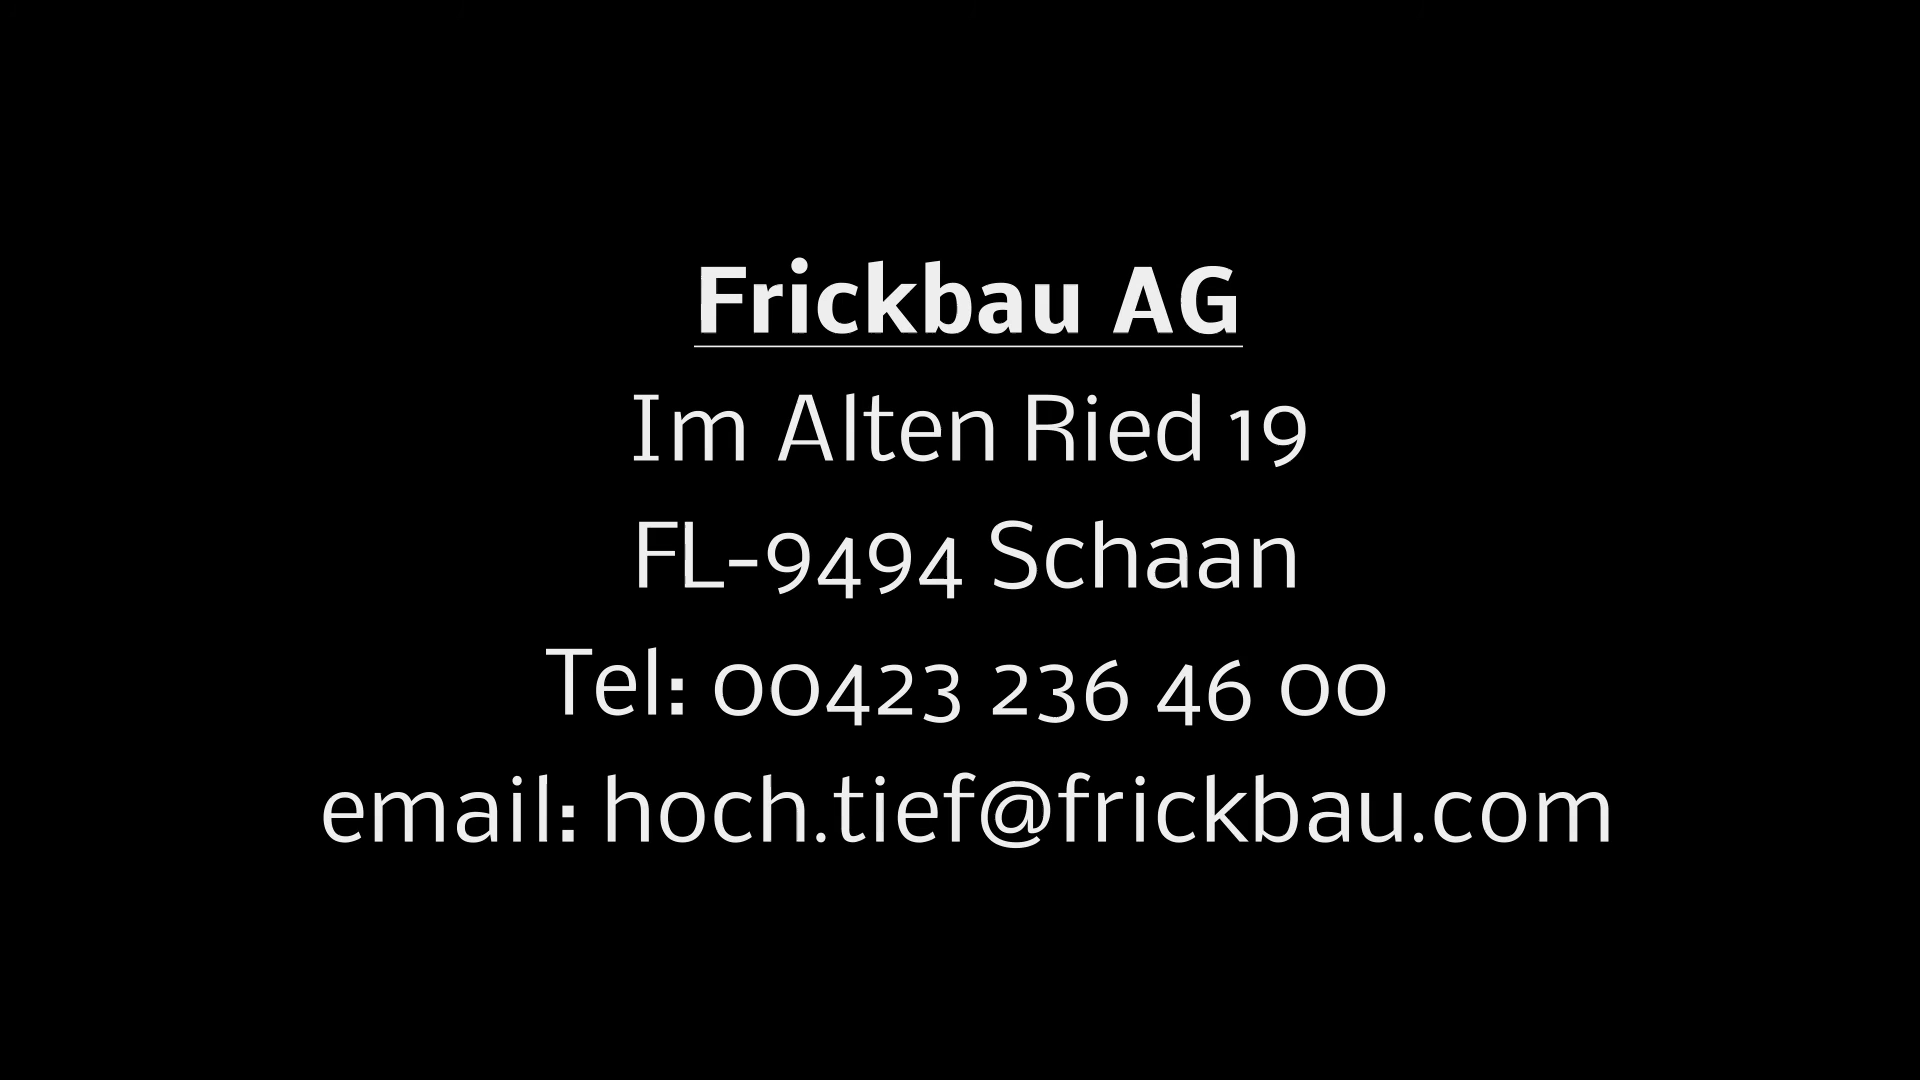 Frickbau AG
Im Alten Ried 19
FL-9494 Schaan
Tel: 00423 236 46 00
email: hoch.tief@frickbau.com